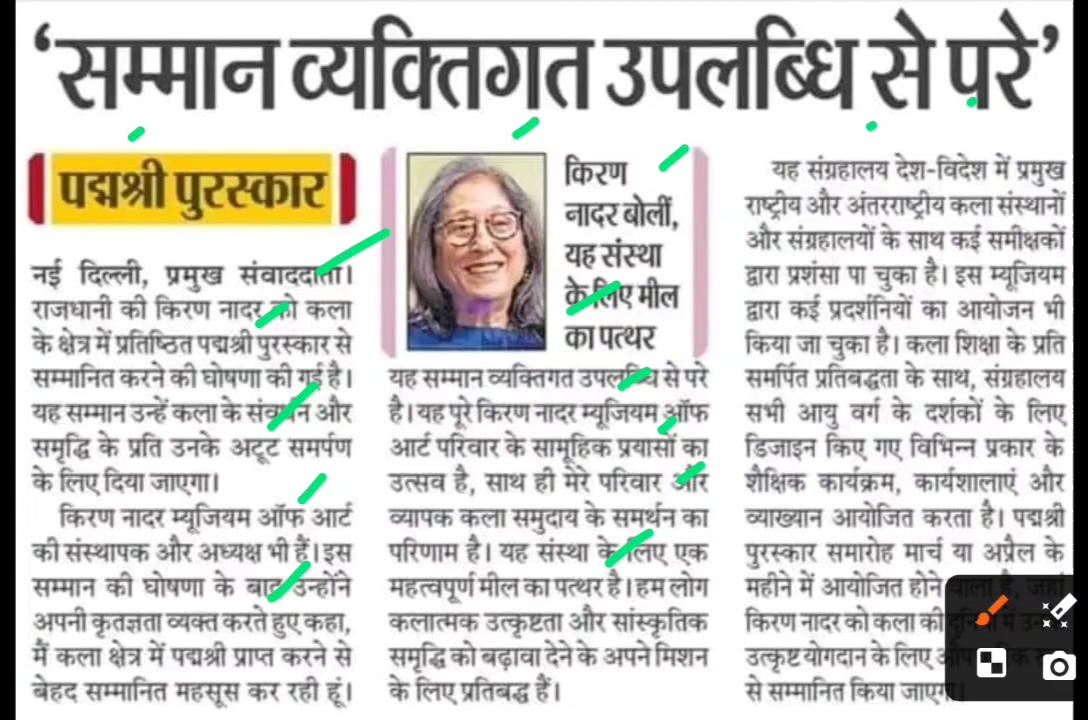 ‘सम्मान व्यक्तिगत उपलब्धि से परे’
पद्मश्री पुरस्कार
नई दिल्ली, प्रमुख संवाददाता।
राजधानी की किरण नादर को कला
के क्षेत्र में प्रतिष्ठित पद्मश्री पुरस्कार से
सम्मानित करने की घोषणा की गई है।
यह सम्मान उन्हें कला के संवर्धन और
समृद्धि के प्रति उनके अटूट समर्पण
के लिए दिया जाएगा।
किरण नादर म्यूजियम ऑफ आर्ट
की संस्थापक और अध्यक्ष भी हैं। इस
सम्मान की घोषणा के बाद उन्होंने
अपनी कृतज्ञता व्यक्त करते हुए कहा,
मैं कला क्षेत्र में पद्मश्री प्राप्त करने से
बेहद सम्मानित महसूस कर रही हूं।
किरण
नादर बोलीं,
यह संस्था
के लिए मील
का पत्थर
यह सम्मान व्यक्तिगत उपलब्धि से परे
है। यह पूरे किरण नादर म्यूजियम ऑफ
आर्ट परिवार के सामूहिक प्रयासों का
उत्सव है, साथ ही मेरे परिवार और
व्यापक कला समुदाय के समर्थन का
परिणाम है। यह संस्था के लिए एक
महत्वपूर्ण मील का पत्थर है। हम लोग
कलात्मक उत्कृष्टता और सांस्कृतिक
समृद्धि को बढ़ावा देने के अपने मिशन
के लिए प्रतिबद्ध हैं।
यह संग्रहालय देश-विदेश में प्रमुख
राष्ट्रीय और अंतरराष्ट्रीय कला संस्थानों
और संग्रहालयों के साथ कई समीक्षकों
द्वारा प्रशंसा पा चुका है। इस म्यूजियम
द्वारा कई प्रदर्शनियों का आयोजन भी
किया जा चुका है। कला शिक्षा के प्रति
समर्पित प्रतिबद्धता के साथ, संग्रहालय
सभी आयु वर्ग के दर्शकों के लिए
डिजाइन किए गए विभिन्न प्रकार के
शैक्षिक कार्यक्रम, कार्यशालाएं और
व्याख्यान आयोजित करता है। पद्मश्री
पुरस्कार समारोह मार्च या अप्रैल के
महीने में आयोजित होने वाला है, जहां
किरण नादर को कला की दुनिया में
उत्कृष्ट योगदान के लिए
से सम्मानित किया जाएगा।